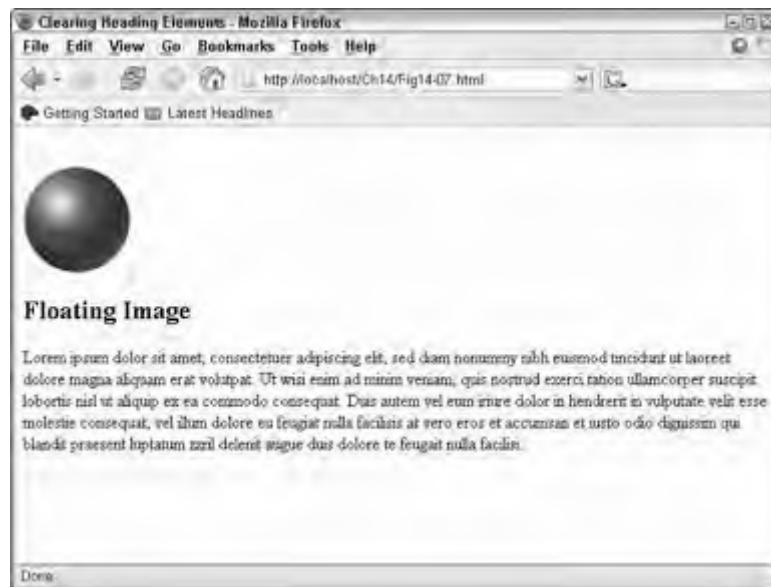 Clearing Heading Elements - Mozilla Firefox
File Edit View Go Bookmarks Tools Help
http://localhost/Ch14/Fig14-07.html
Getting Started Latest Headlines
Floating Image
Lorem ipsum dolor sit amet, consectetuer adipiscing elit, sed diam nonummy nibh euismod tincidunt ut laoreet
dolore magna aliquam erat volutpat. Ut wisi enim ad minim veniam, quis nostrud exerci tation ullamcorper suscipit
lobortis nisl ut aliquip ex ea commodo consequat. Duis autem vel eum iriure dolor in hendrerit in vulputate velit esse
molestie consequat, vel illum dolore eu feugiat nulla facilisis at vero eros et accumsan et iusto odio dignissim qui
blandit praesent luptatum zzril delenit augue duis dolore te feugait nulla facilisi.
Done